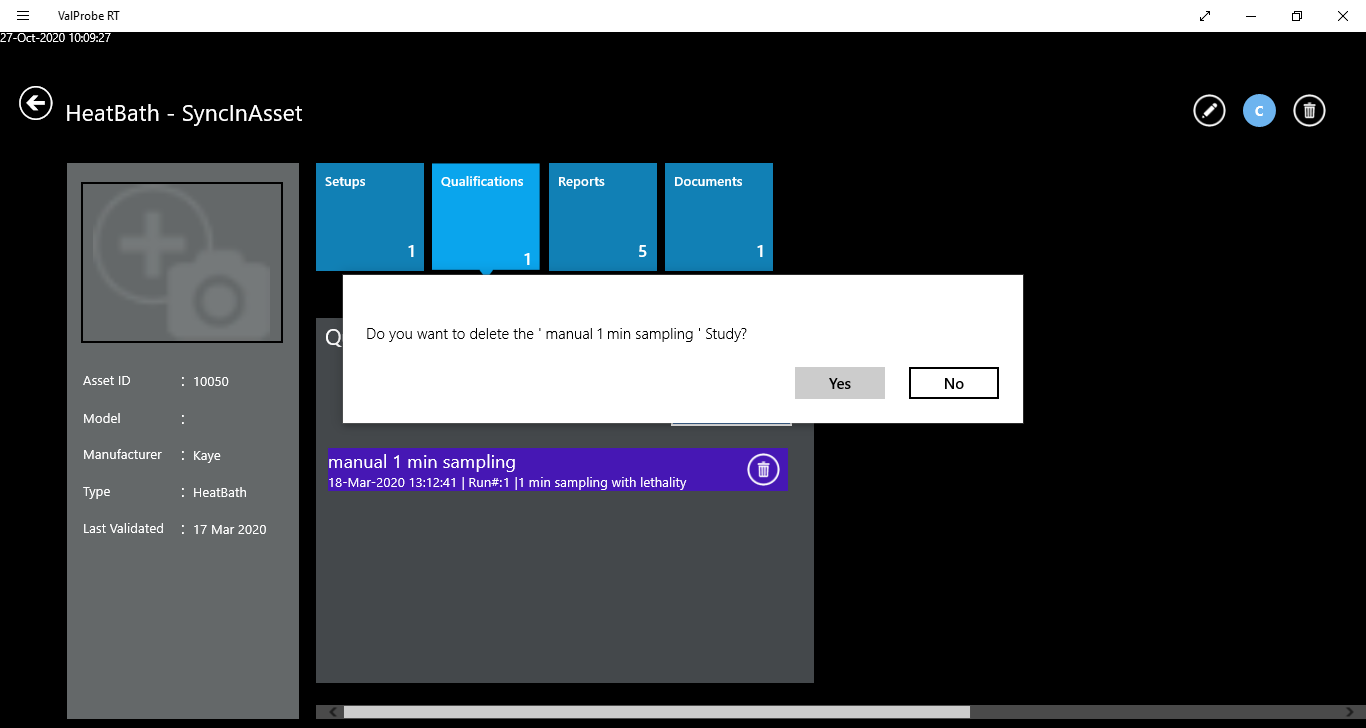 ValProbe RT
27-Oct-2020 10:09:27
HeatBath - SyncInAsset
C
Setups
1
Qualifications
1
Reports
5
Documents
1
Do you want to delete the ' manual 1 min sampling ' Study?
Yes
No
Asset ID : 10050
Model :
Manufacturer : Kaye
Type : HeatBath
Last Validated : 17 Mar 2020
manual 1 min sampling
18-Mar-2020 13:12:41 | Run#:1 |1 min sampling with lethality